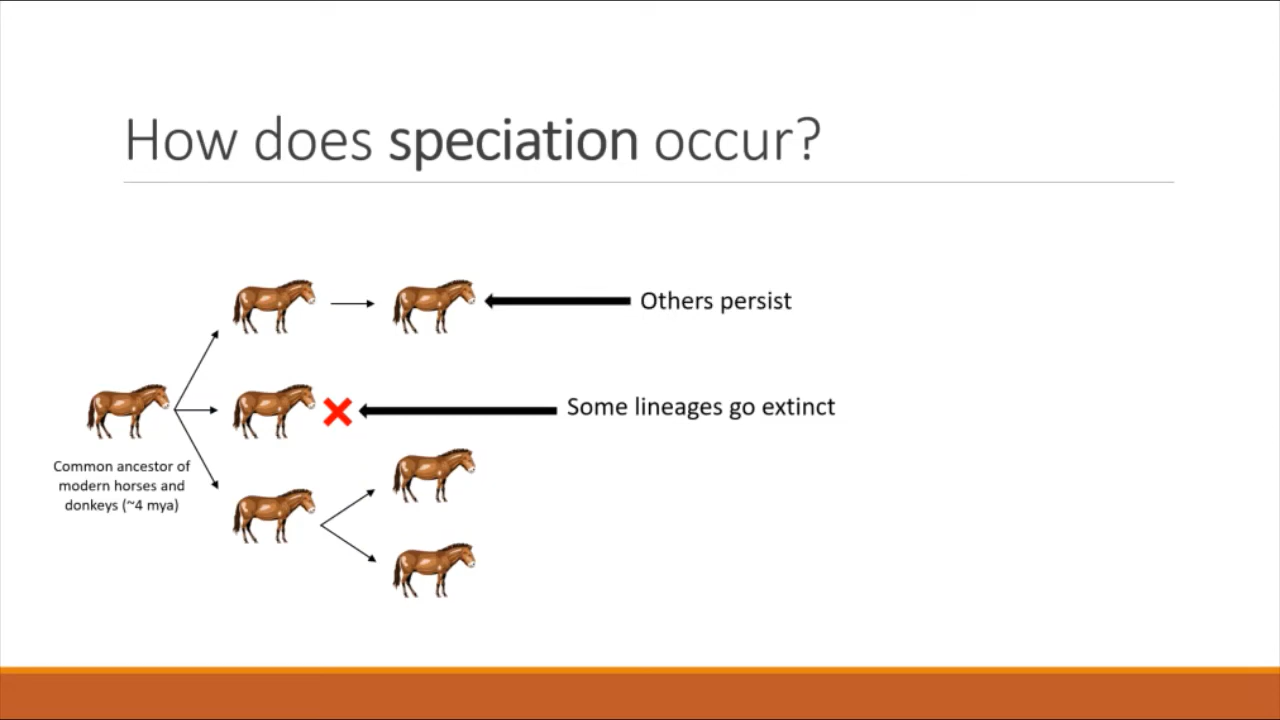 How does speciation occur?
Others persist
Some lineages go extinct
Common ancestor of
modern horses and
donkeys (~4 mya)